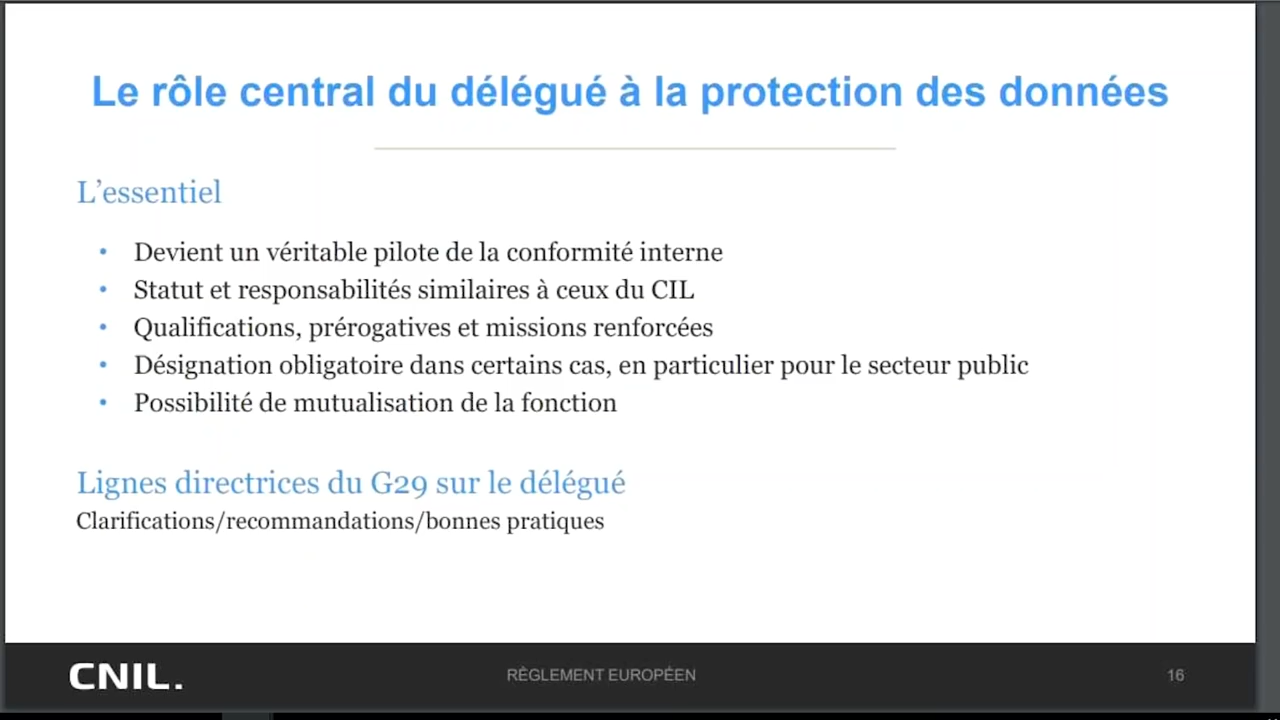 Le rôle central du délégué à la protection des données
L’essentiel
• Devient un véritable pilote de la conformité interne
• Statut et responsabilités similaires à ceux du CIL
• Qualifications, prérogatives et missions renforcées
• Désignation obligatoire dans certains cas, en particulier pour le secteur public
• Possibilité de mutualisation de la fonction
Lignes directrices du G29 sur le délégué
Clarifications/recommandations/bonnes pratiques
CNIL.
RÈGLEMENT EUROPÉEN
16